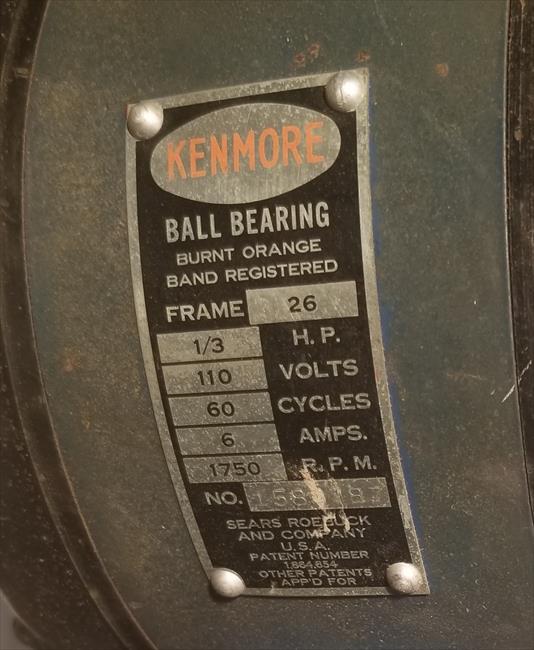 KENMORE
BALL BEARING
BURNT ORANGE
BAND REGISTERED
FRAME 26
1/3 H.P.
110 VOLTS
60 CYCLES
6 AMPS.
1750 R.P.M.
NO.
SEARS ROEBUCK
AND COMPANY
U.S.A.
PATENT NUMBER
1,664,654
OTHER PATENTS
APP'D FOR